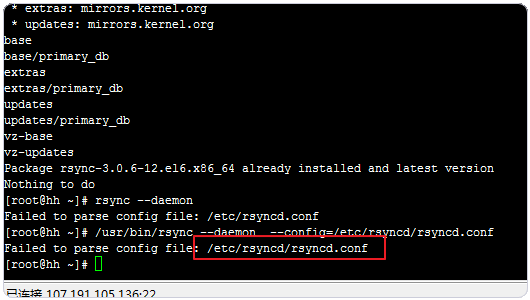 * extras: mirrors.kernel.org
* updates: mirrors.kernel.org
base
base/primary_db
extras
extras/primary_db
updates
updates/primary_db
vz-base
vz-updates
Package rsync-3.0.6-12.el6.x86_64 already installed and latest version
Nothing to do
[root@hh ~]# rsync --daemon
Failed to parse config file: /etc/rsyncd.conf
[root@hh ~]# /usr/bin/rsync --daemon  --config=/etc/rsyncd/rsyncd.conf
Failed to parse config file: /etc/rsyncd/rsyncd.conf
[root@hh ~]#
已连接 107.191.105.136:22